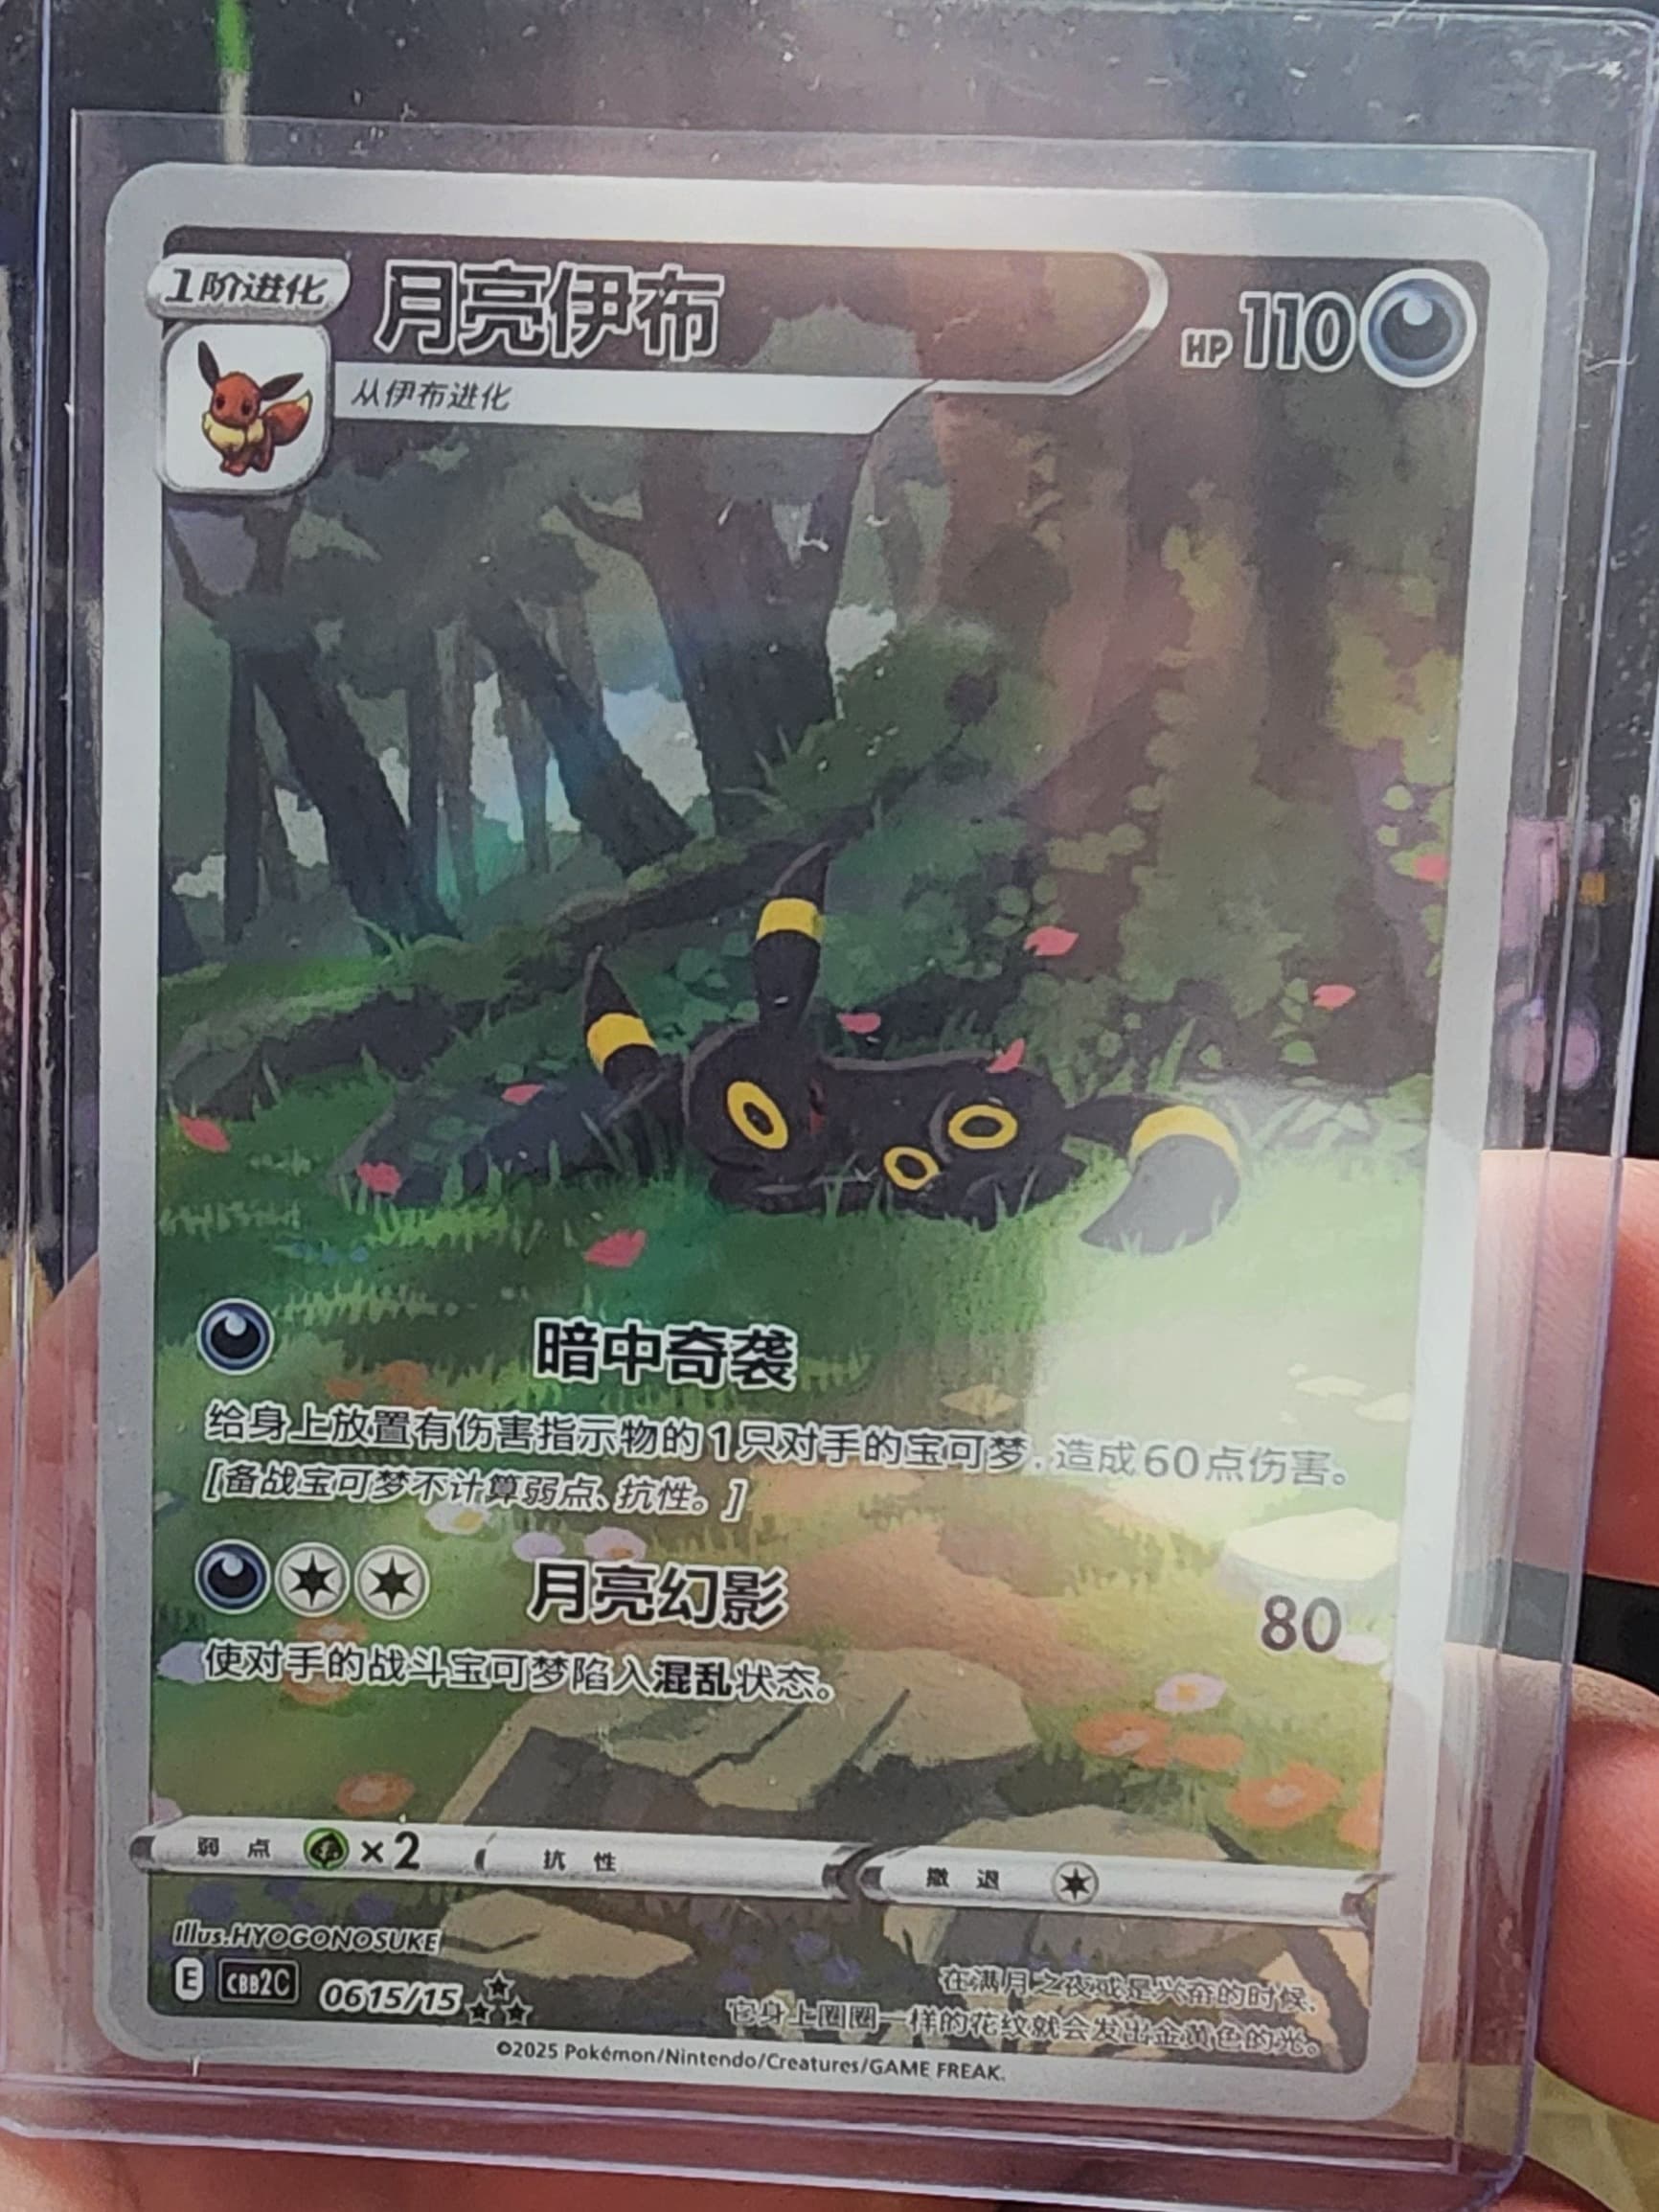 1阶进化
月亮伊布
HP 110
从伊布进化
暗中奇袭
给身上放置有伤害指示物的1只对手的宝可梦，造成60点伤害。
[备战宝可梦不计算弱点、抗性。]
月亮幻影 80
使对手的战斗宝可梦陷入混乱状态。
弱点 ×2 抗性 撤退
Illus.HYOGONOSUKE
E CBB2C 0615/15
在满月之夜或是兴奋的时候，
它身上圈圈一样的花纹就会发出金黄色的光。
©2025 Pokémon/Nintendo/Creatures/GAME FREAK.